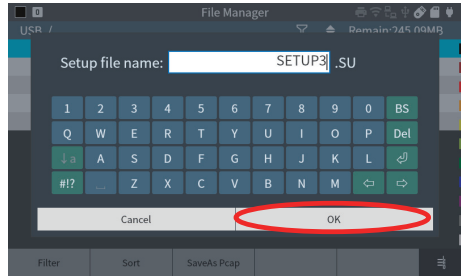 0 File Manager
USB / Remain:245.09MB
Setup file name: SETUP3 .SU
1 2 3 4 5 6 7 8 9 0 BS
Q W E R T Y U I O P Del
↓a A S D F G H J K L
#!? Z X C V B N M
Cancel OK
Filter Sort SaveAs Pcap